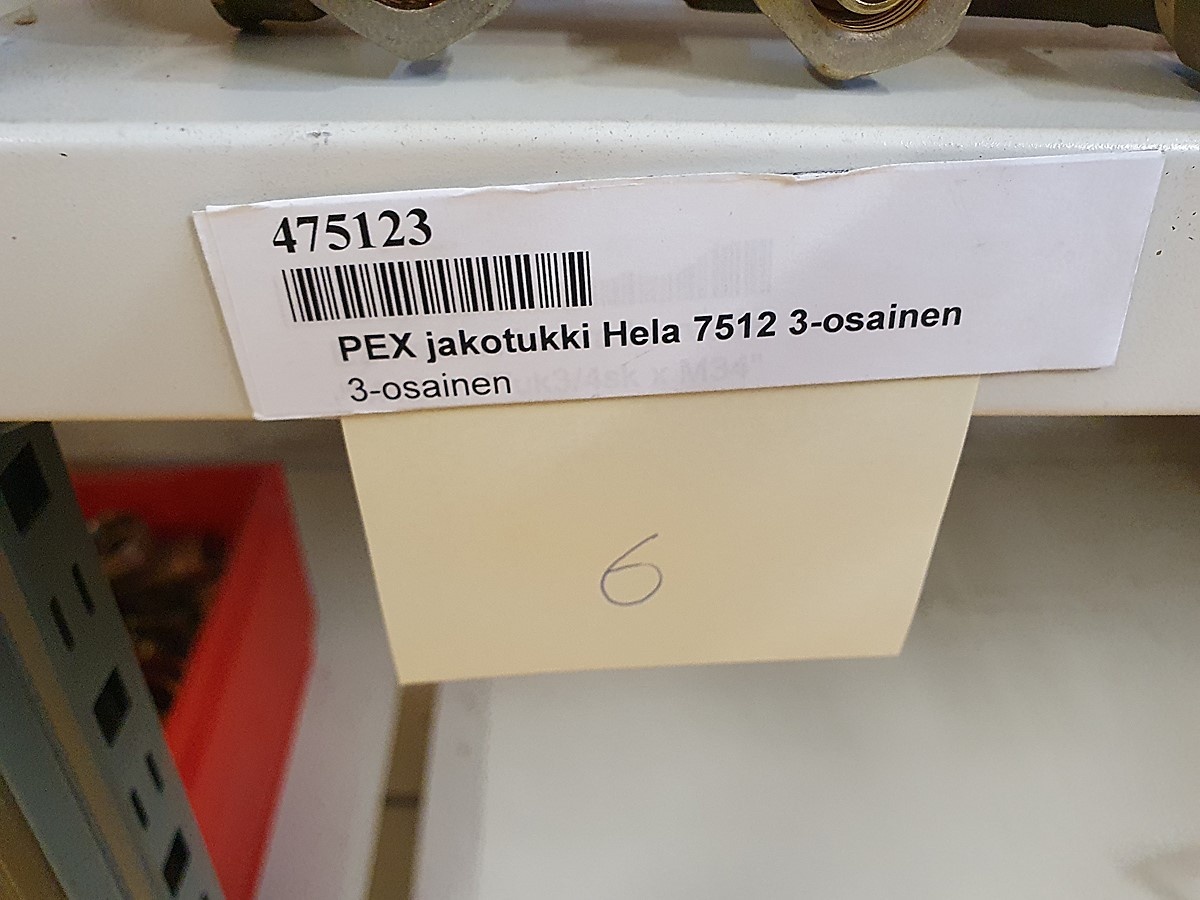 475123
PEX jakotukki Hela 7512 3-osainen
3-osainen
6